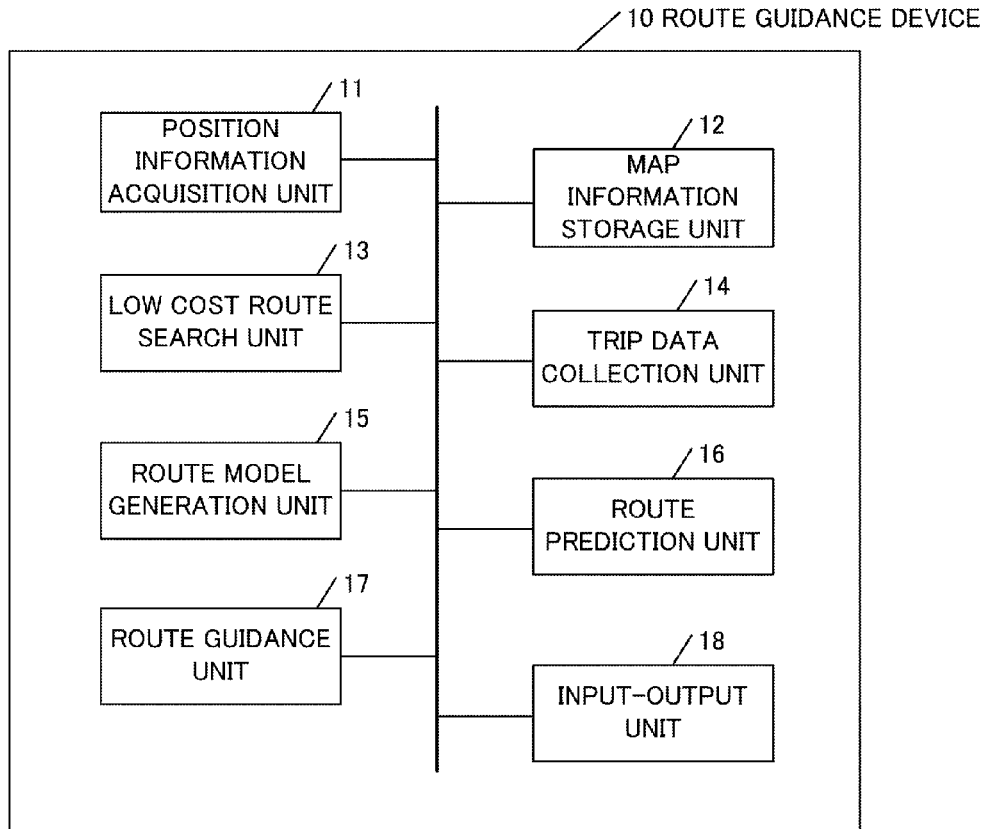 10 ROUTE GUIDANCE DEVICE
11
POSITION
INFORMATION
ACQUISITION UNIT
12
MAP
INFORMATION
STORAGE UNIT
13
LOW COST ROUTE
SEARCH UNIT
14
TRIP DATA
COLLECTION UNIT
15
ROUTE MODEL
GENERATION UNIT
16
ROUTE
PREDICTION UNIT
17
ROUTE GUIDANCE
UNIT
18
INPUT-OUTPUT
UNIT